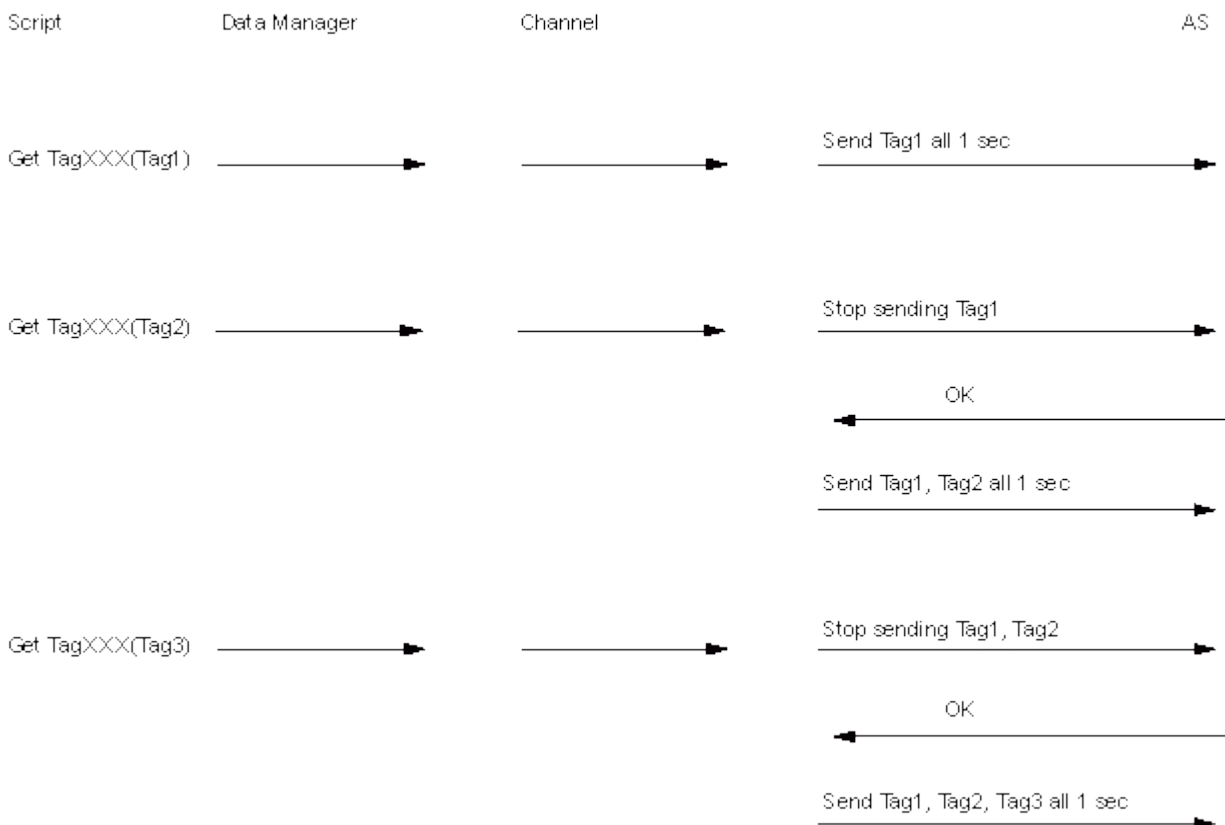 Script Data Manager Channel AS
Get TagXXX(Tag1) Send Tag1 all 1 sec
Get TagXXX(Tag2) Stop sending Tag1
OK
Send Tag1, Tag2 all 1 sec
Get TagXXX(Tag3) Stop sending Tag1, Tag2
OK
Send Tag1, Tag2, Tag3 all 1 sec